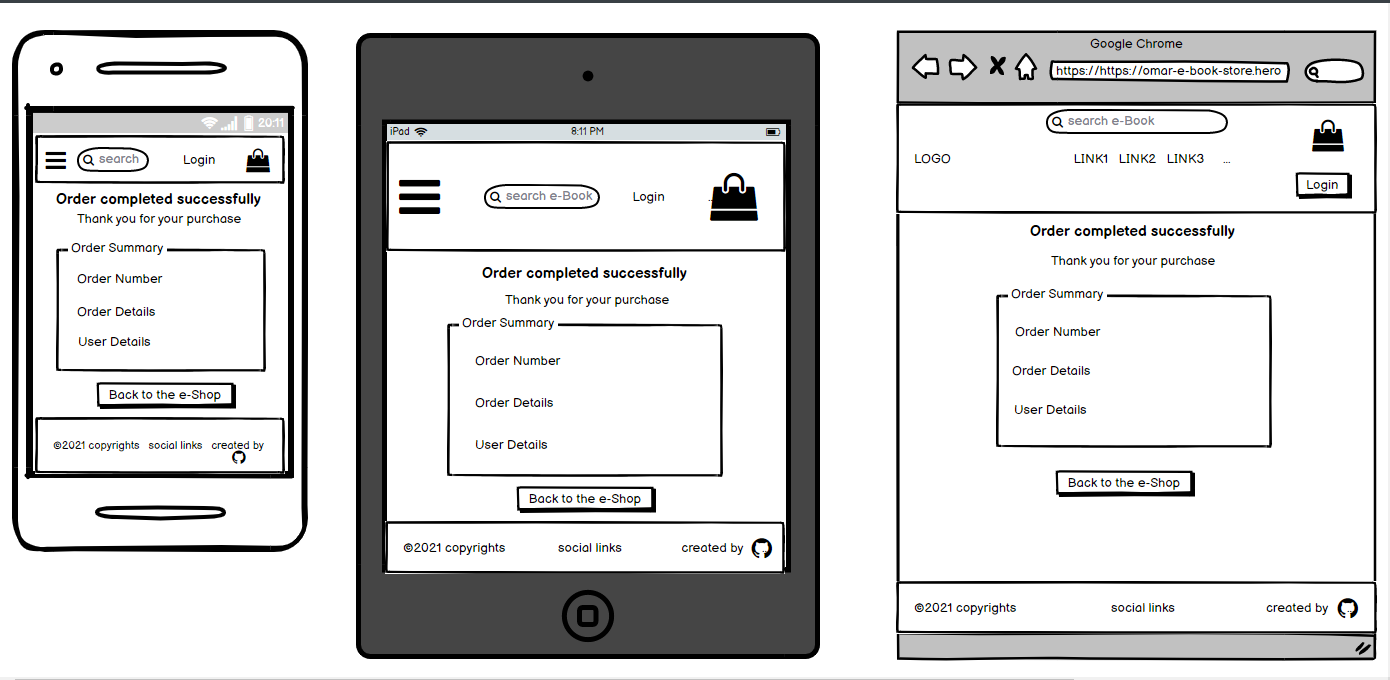 20:11
search
Login
Order completed successfully
Thank you for your purchase
Order Summary
Order Number
Order Details
User Details
Back to the e-Shop
©2021 copyrights social links created by
iPad 8:11 PM
search e-Book Login
Order completed successfully
Thank you for your purchase
Order Summary
Order Number
Order Details
User Details
Back to the e-Shop
©2021 copyrights social links created by
Google Chrome
https://https://omar-e-book-store.hero
search e-Book
LOGO LINK1 LINK2 LINK3 ...
Login
Order completed successfully
Thank you for your purchase
Order Summary
Order Number
Order Details
User Details
Back to the e-Shop
©2021 copyrights social links created by